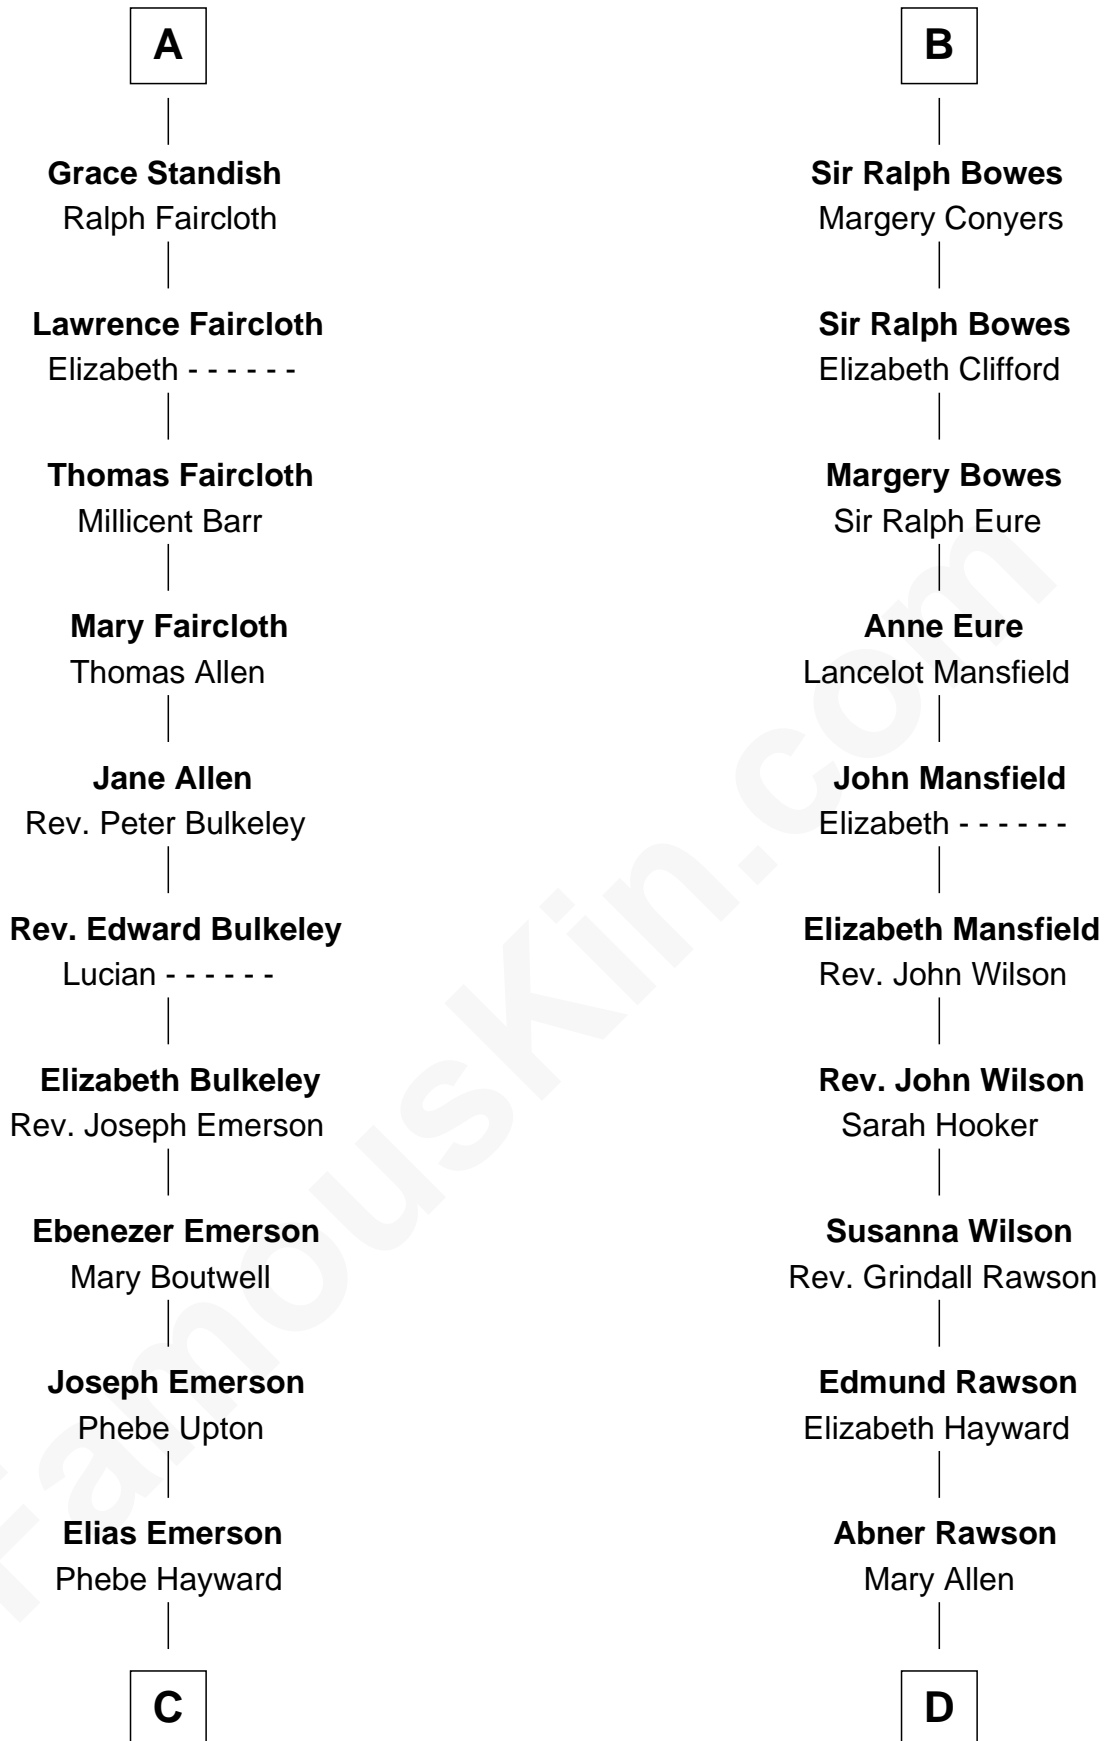 A
Grace Standish
Ralph Faircloth
Lawrence Faircloth
Elizabeth - - - - - -
Thomas Faircloth
Millicent Barr
Mary Faircloth
Thomas Allen
Jane Allen
Rev. Peter Bulkeley
Rev. Edward Bulkeley
Lucian - - - - - -
Elizabeth Bulkeley
Rev. Joseph Emerson
Ebenezer Emerson
Mary Boutwell
Joseph Emerson
Phebe Upton
Elias Emerson
Phebe Hayward
C
B
Sir Ralph Bowes
Margery Conyers
Sir Ralph Bowes
Elizabeth Clifford
Margery Bowes
Sir Ralph Eure
Anne Eure
Lancelot Mansfield
John Mansfield
Elizabeth - - - - - -
Elizabeth Mansfield
Rev. John Wilson
Rev. John Wilson
Sarah Hooker
Susanna Wilson
Rev. Grindall Rawson
Edmund Rawson
Elizabeth Hayward
Abner Rawson
Mary Allen
D
FamousKin.com